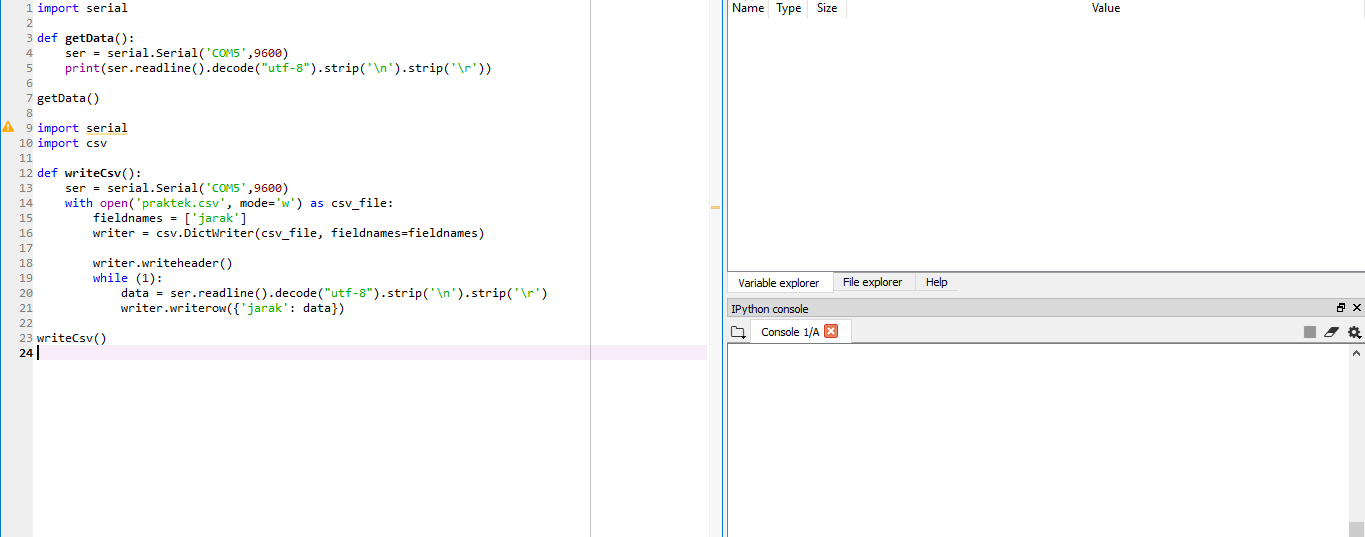 1 import serial
2
3 def getData():
4     ser = serial.Serial('COM5',9600)
5     print(ser.readline().decode("utf-8").strip('\n').strip('\r'))
6
7 getData()
8
9 import serial
10 import csv
11
12 def writeCsv():
13     ser = serial.Serial('COM5',9600)
14     with open('praktek.csv', mode='w') as csv_file:
15         fieldnames = ['jarak']
16         writer = csv.DictWriter(csv_file, fieldnames=fieldnames)
17
18         writer.writeheader()
19         while (1):
20             data = ser.readline().decode("utf-8").strip('\n').strip('\r')
21             writer.writerow({'jarak': data})
22
23 writeCsv()
24
Name Type Size Value
Variable explorer File explorer Help
IPython console
Console 1/A